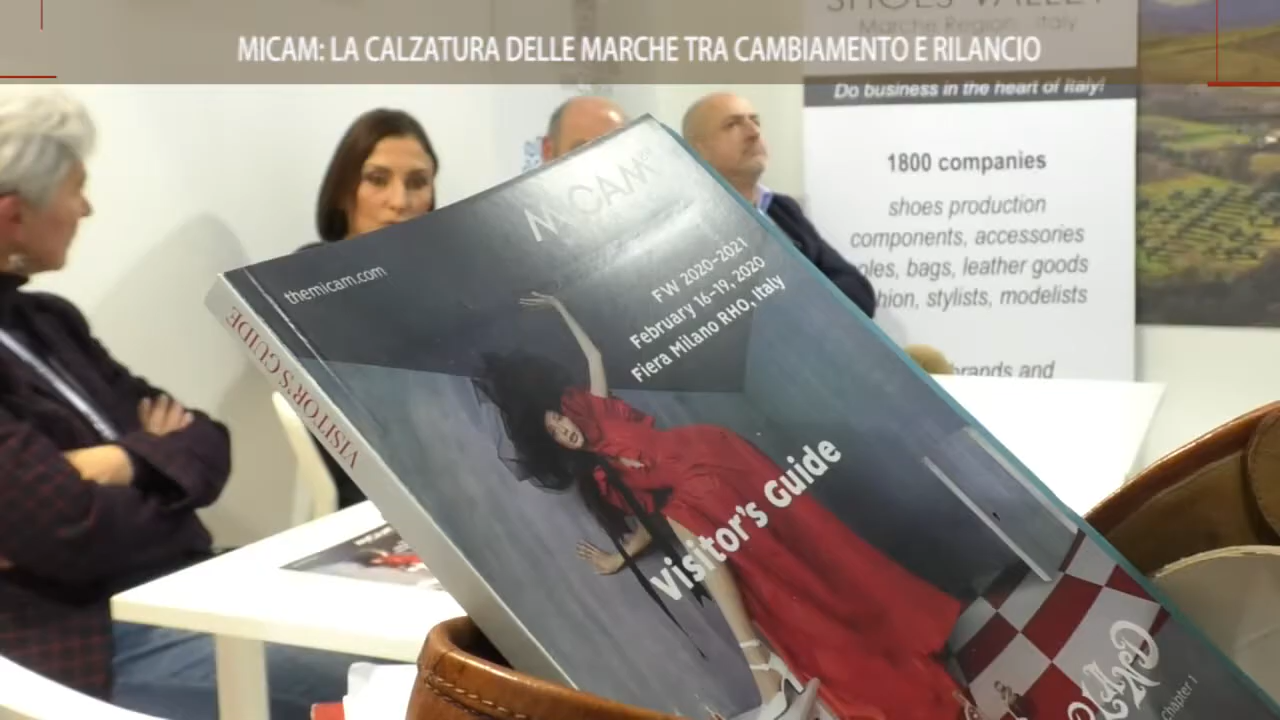 MICAM: LA CALZATURA DELLE MARCHE TRA CAMBIAMENTO E RILANCIO
SHOES VALLEY
Marche Region - Italy
Do business in the heart of Italy!
1800 companies
shoes production
components, accessories
bags, leather goods
stylists, modelists
brands and
MICAM
themicam.com
FW 2020-2021
February 16-19, 2020
Fiera Milano RHO, Italy
VISITOR'S GUIDE
Visitor's Guide
chapter 1